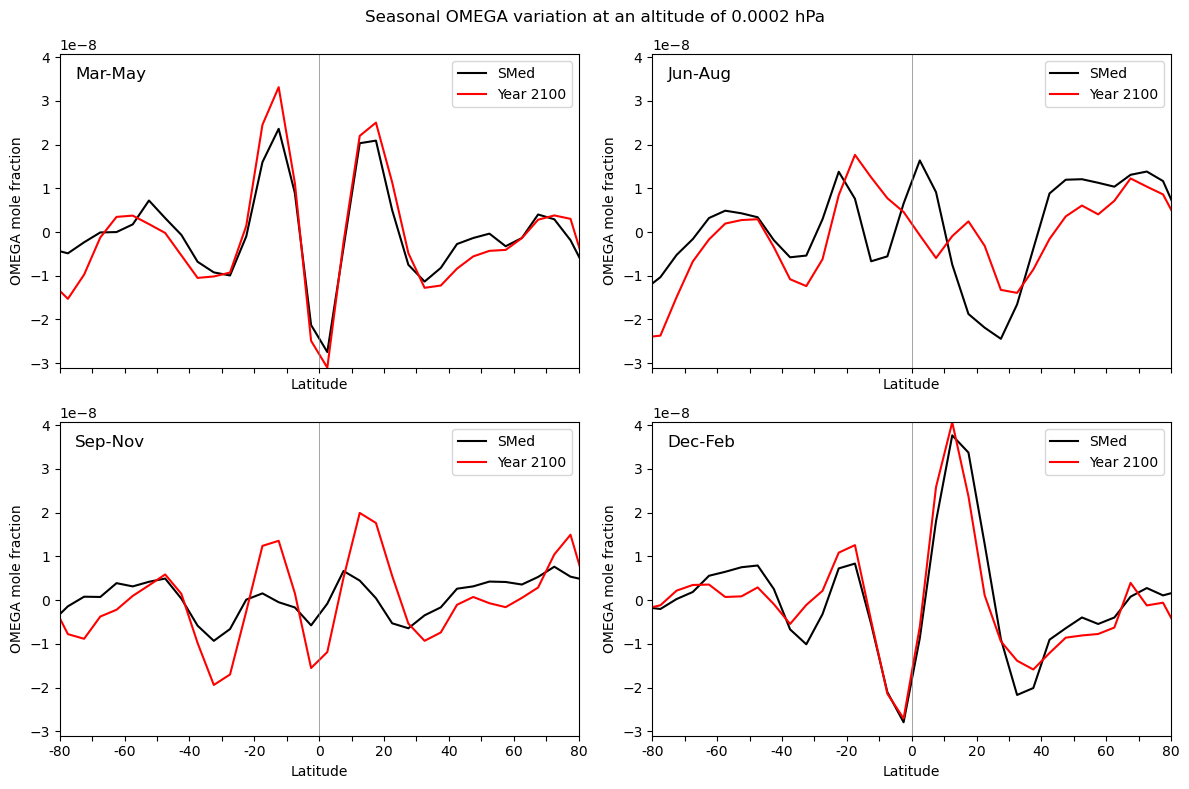 Seasonal OMEGA variation at an altitude of 0.0002 hPa
1e−8
Mar-May
SMed
Year 2100
4
3
2
1
0
−1
−2
−3
OMEGA mole fraction
Latitude
1e−8
Jun-Aug
SMed
Year 2100
4
3
2
1
0
−1
−2
−3
OMEGA mole fraction
Latitude
1e−8
Sep-Nov
SMed
Year 2100
4
3
2
1
0
−1
−2
−3
OMEGA mole fraction
-80 -60 -40 -20 0 20 40 60 80
Latitude
1e−8
Dec-Feb
SMed
Year 2100
4
3
2
1
0
−1
−2
−3
OMEGA mole fraction
-80 -60 -40 -20 0 20 40 60 80
Latitude